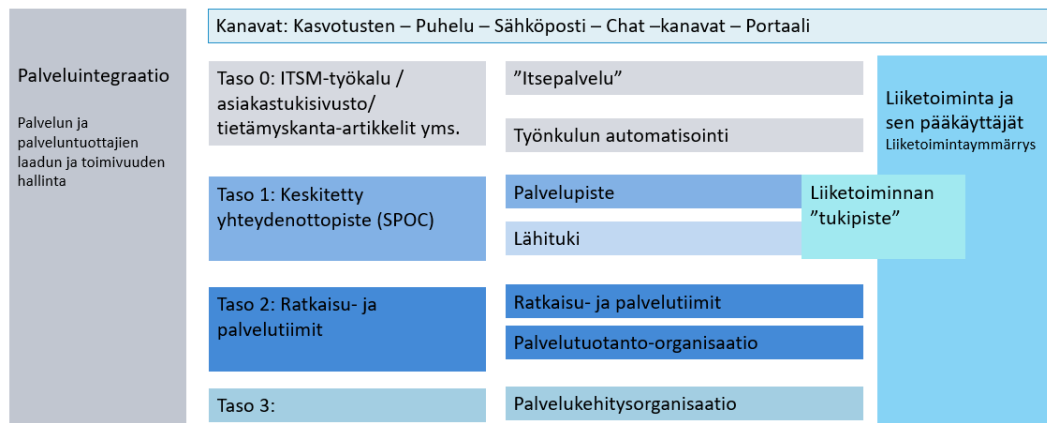 Kanavat: Kasvotusten – Puhelu – Sähköposti – Chat –kanavat – Portaali
Palveluintegraatio
Palvelun ja
palveluntuottajien
laadun ja toimivuuden
hallinta
Taso 0: ITSM-työkalu /
asiakastukisivusto/
tietämyskanta-artikkelit yms.
”Itsepalvelu”
Työnkulun automatisointi
Liiketoiminta ja
sen pääkäyttäjät
Liiketoimintaymmärrys
Taso 1: Keskitetty
yhteydenottopiste (SPOC)
Palvelupiste
Lähituki
Liiketoiminnan
”tukipiste”
Taso 2: Ratkaisu- ja
palvelutiimit
Ratkaisu- ja palvelutiimit
Palvelutuotanto-organisaatio
Taso 3:
Palvelukehitysorganisaatio